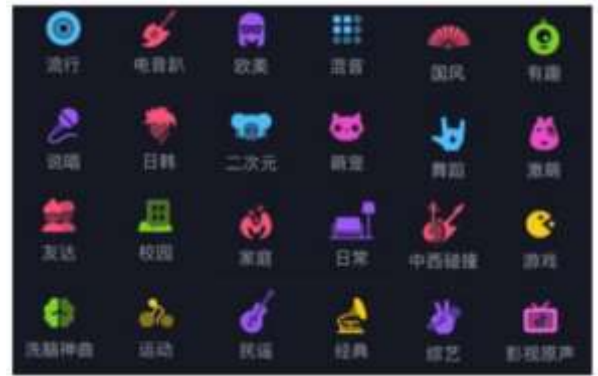 流行 电音趴 欧美 混音 国风 有趣
说唱 日韩 二次元 萌宠 舞蹈 激萌
友达 校园 家庭 日常 中西碰撞 游戏
洗脑神曲 运动 民谣 经典 综艺 影视原声